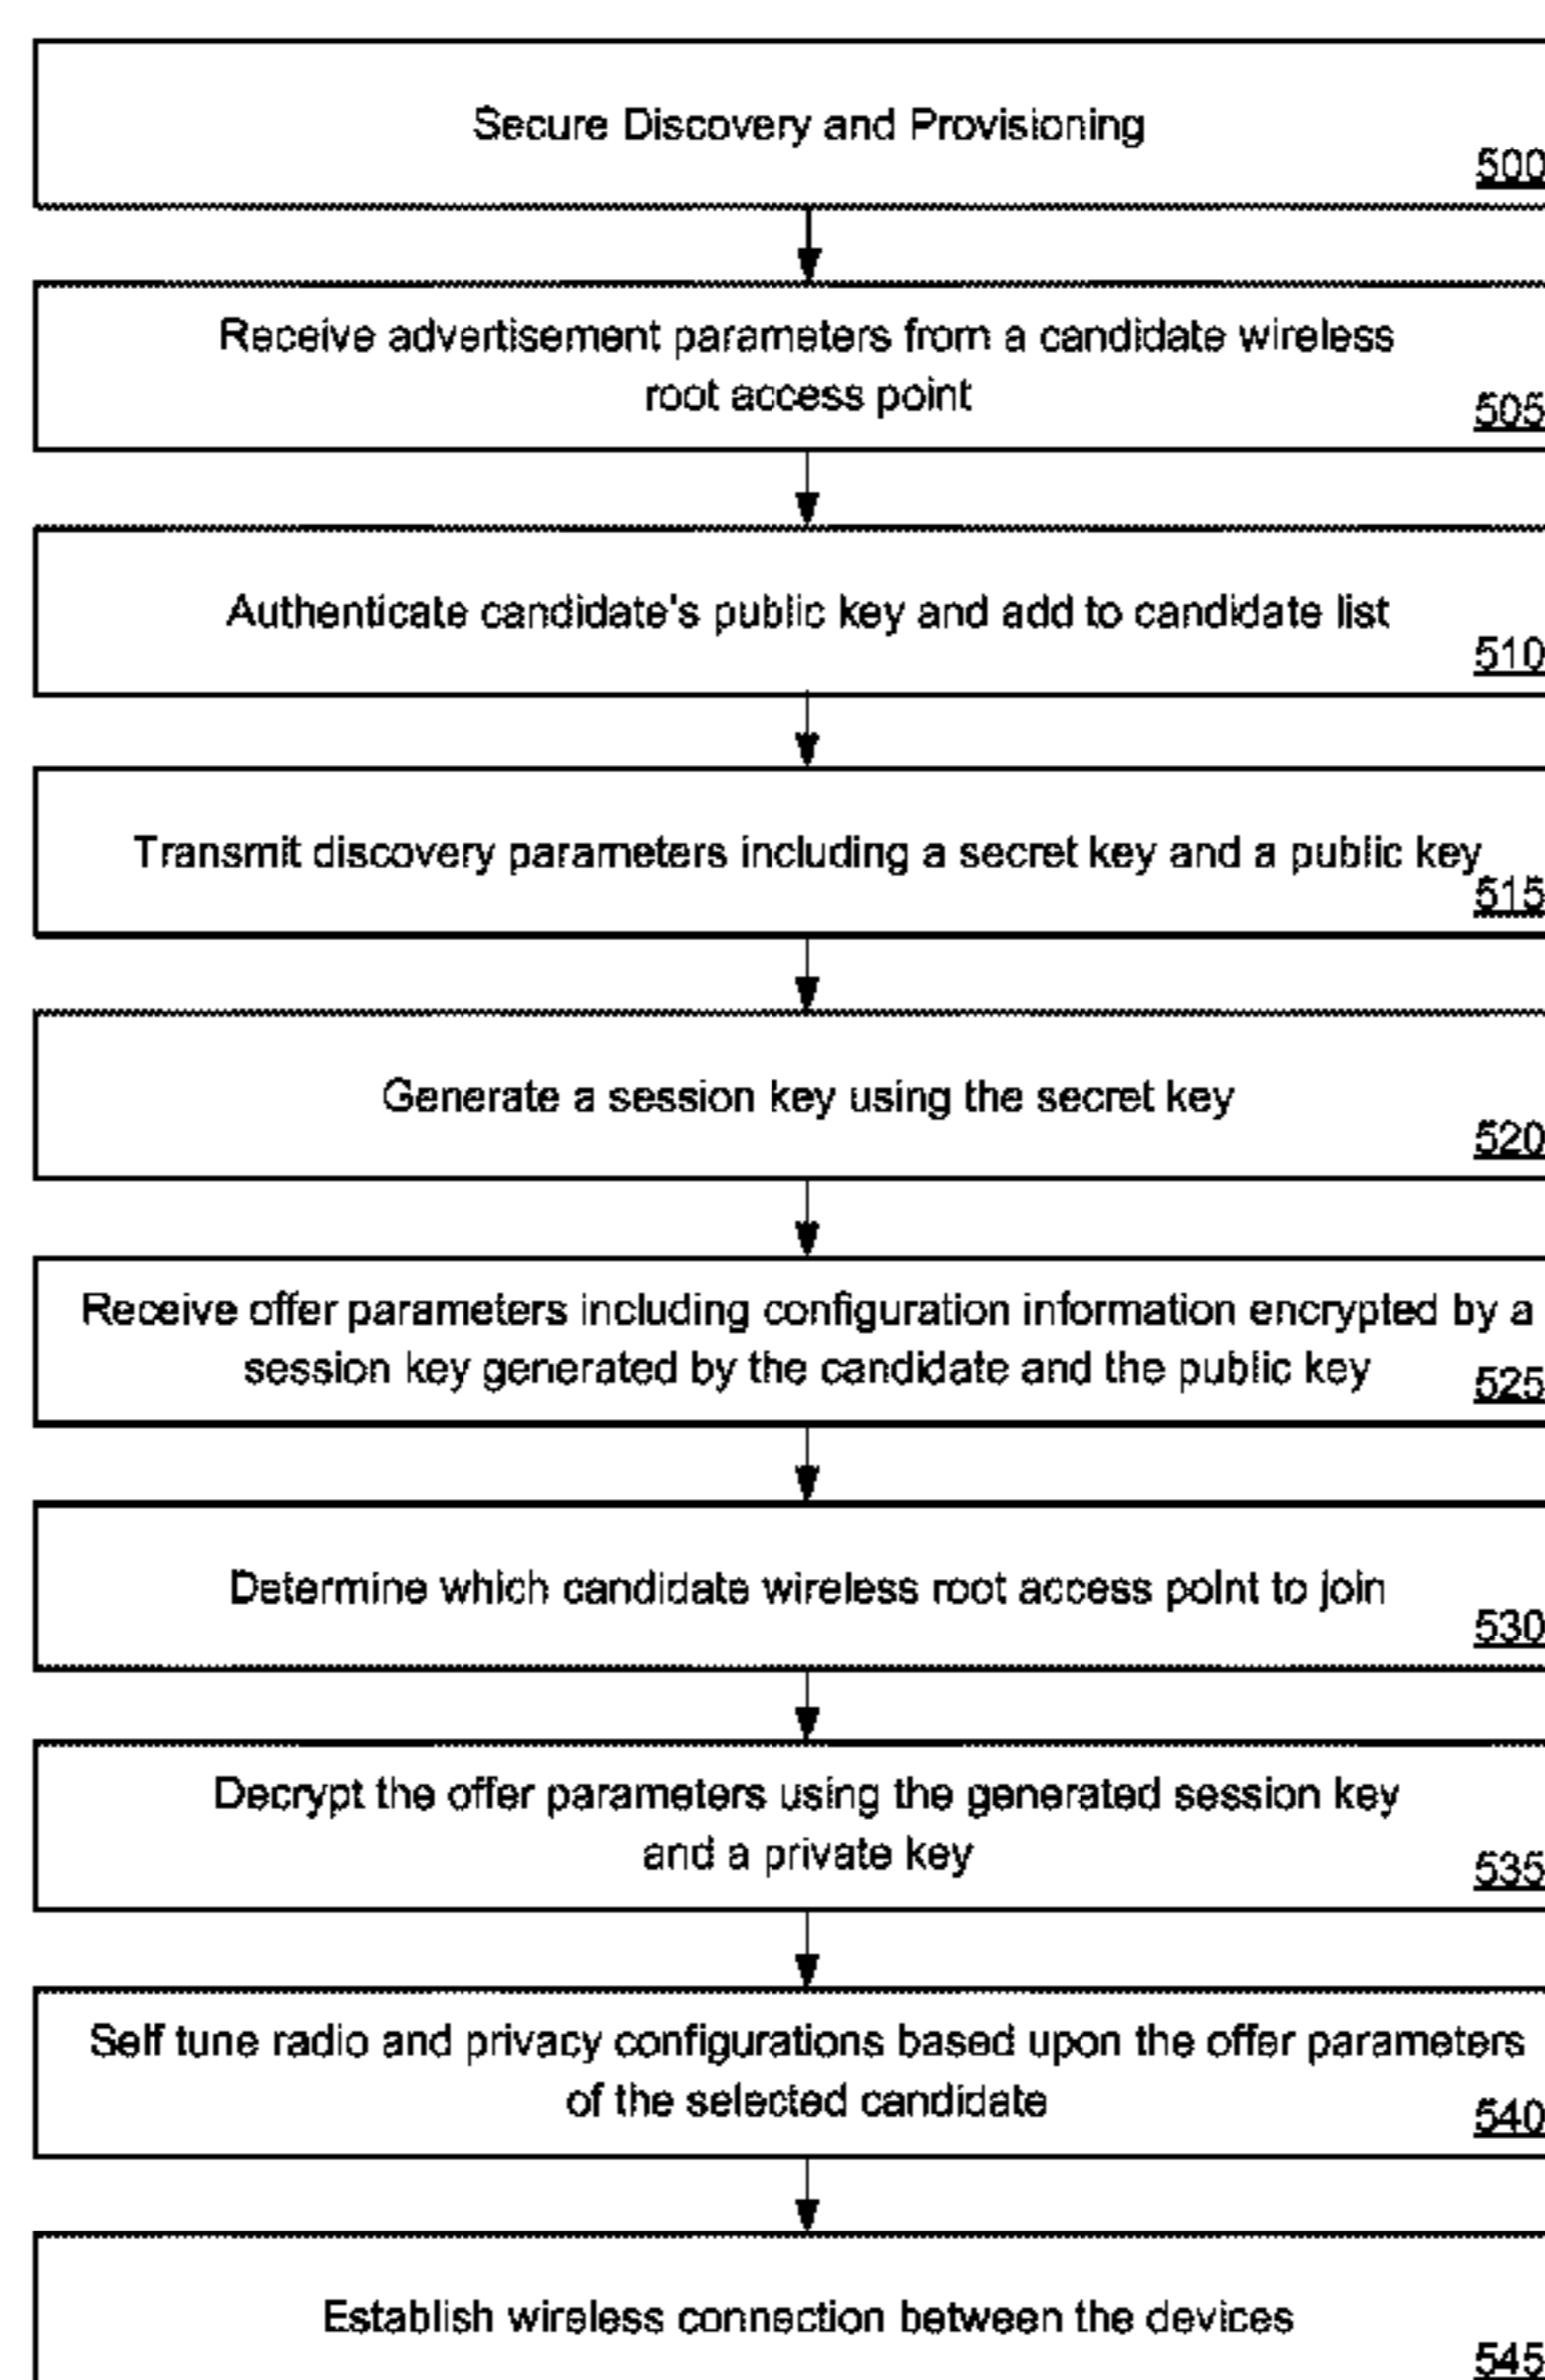 Secure Discovery and Provisioning
500
Receive advertisement parameters from a candidate wireless
root access point
505
Authenticate candidate's public key and add to candidate list
510
Transmit discovery parameters including a secret key and a public key
515
Generate a session key using the secret key
520
Receive offer parameters including configuration information encrypted by a
session key generated by the candidate and the public key
525
Determine which candidate wireless root access point to join
530
Decrypt the offer parameters using the generated session key
and a private key
535
Self tune radio and privacy configurations based upon the offer parameters
of the selected candidate
540
Establish wireless connection between the devices
545